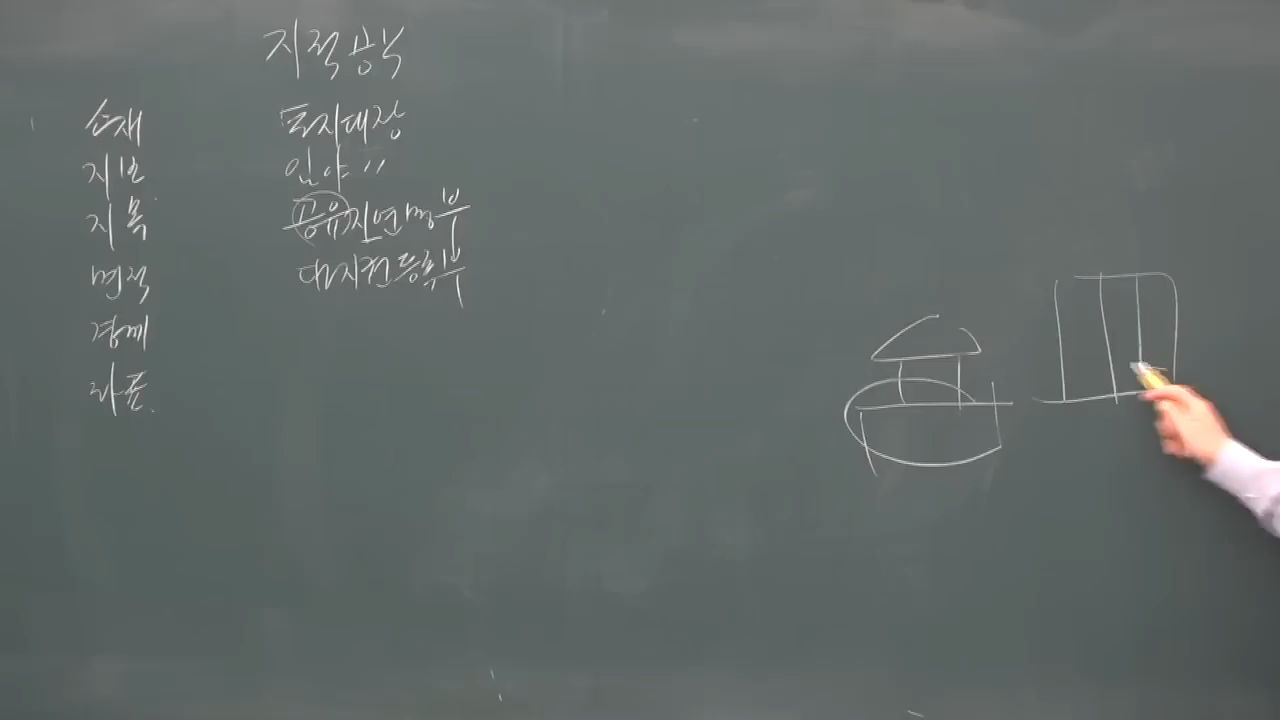 지적공부
소재
지번
지목
면적
경계
좌표
토지대장
임야 〃
공유지연명부
대지권등록부